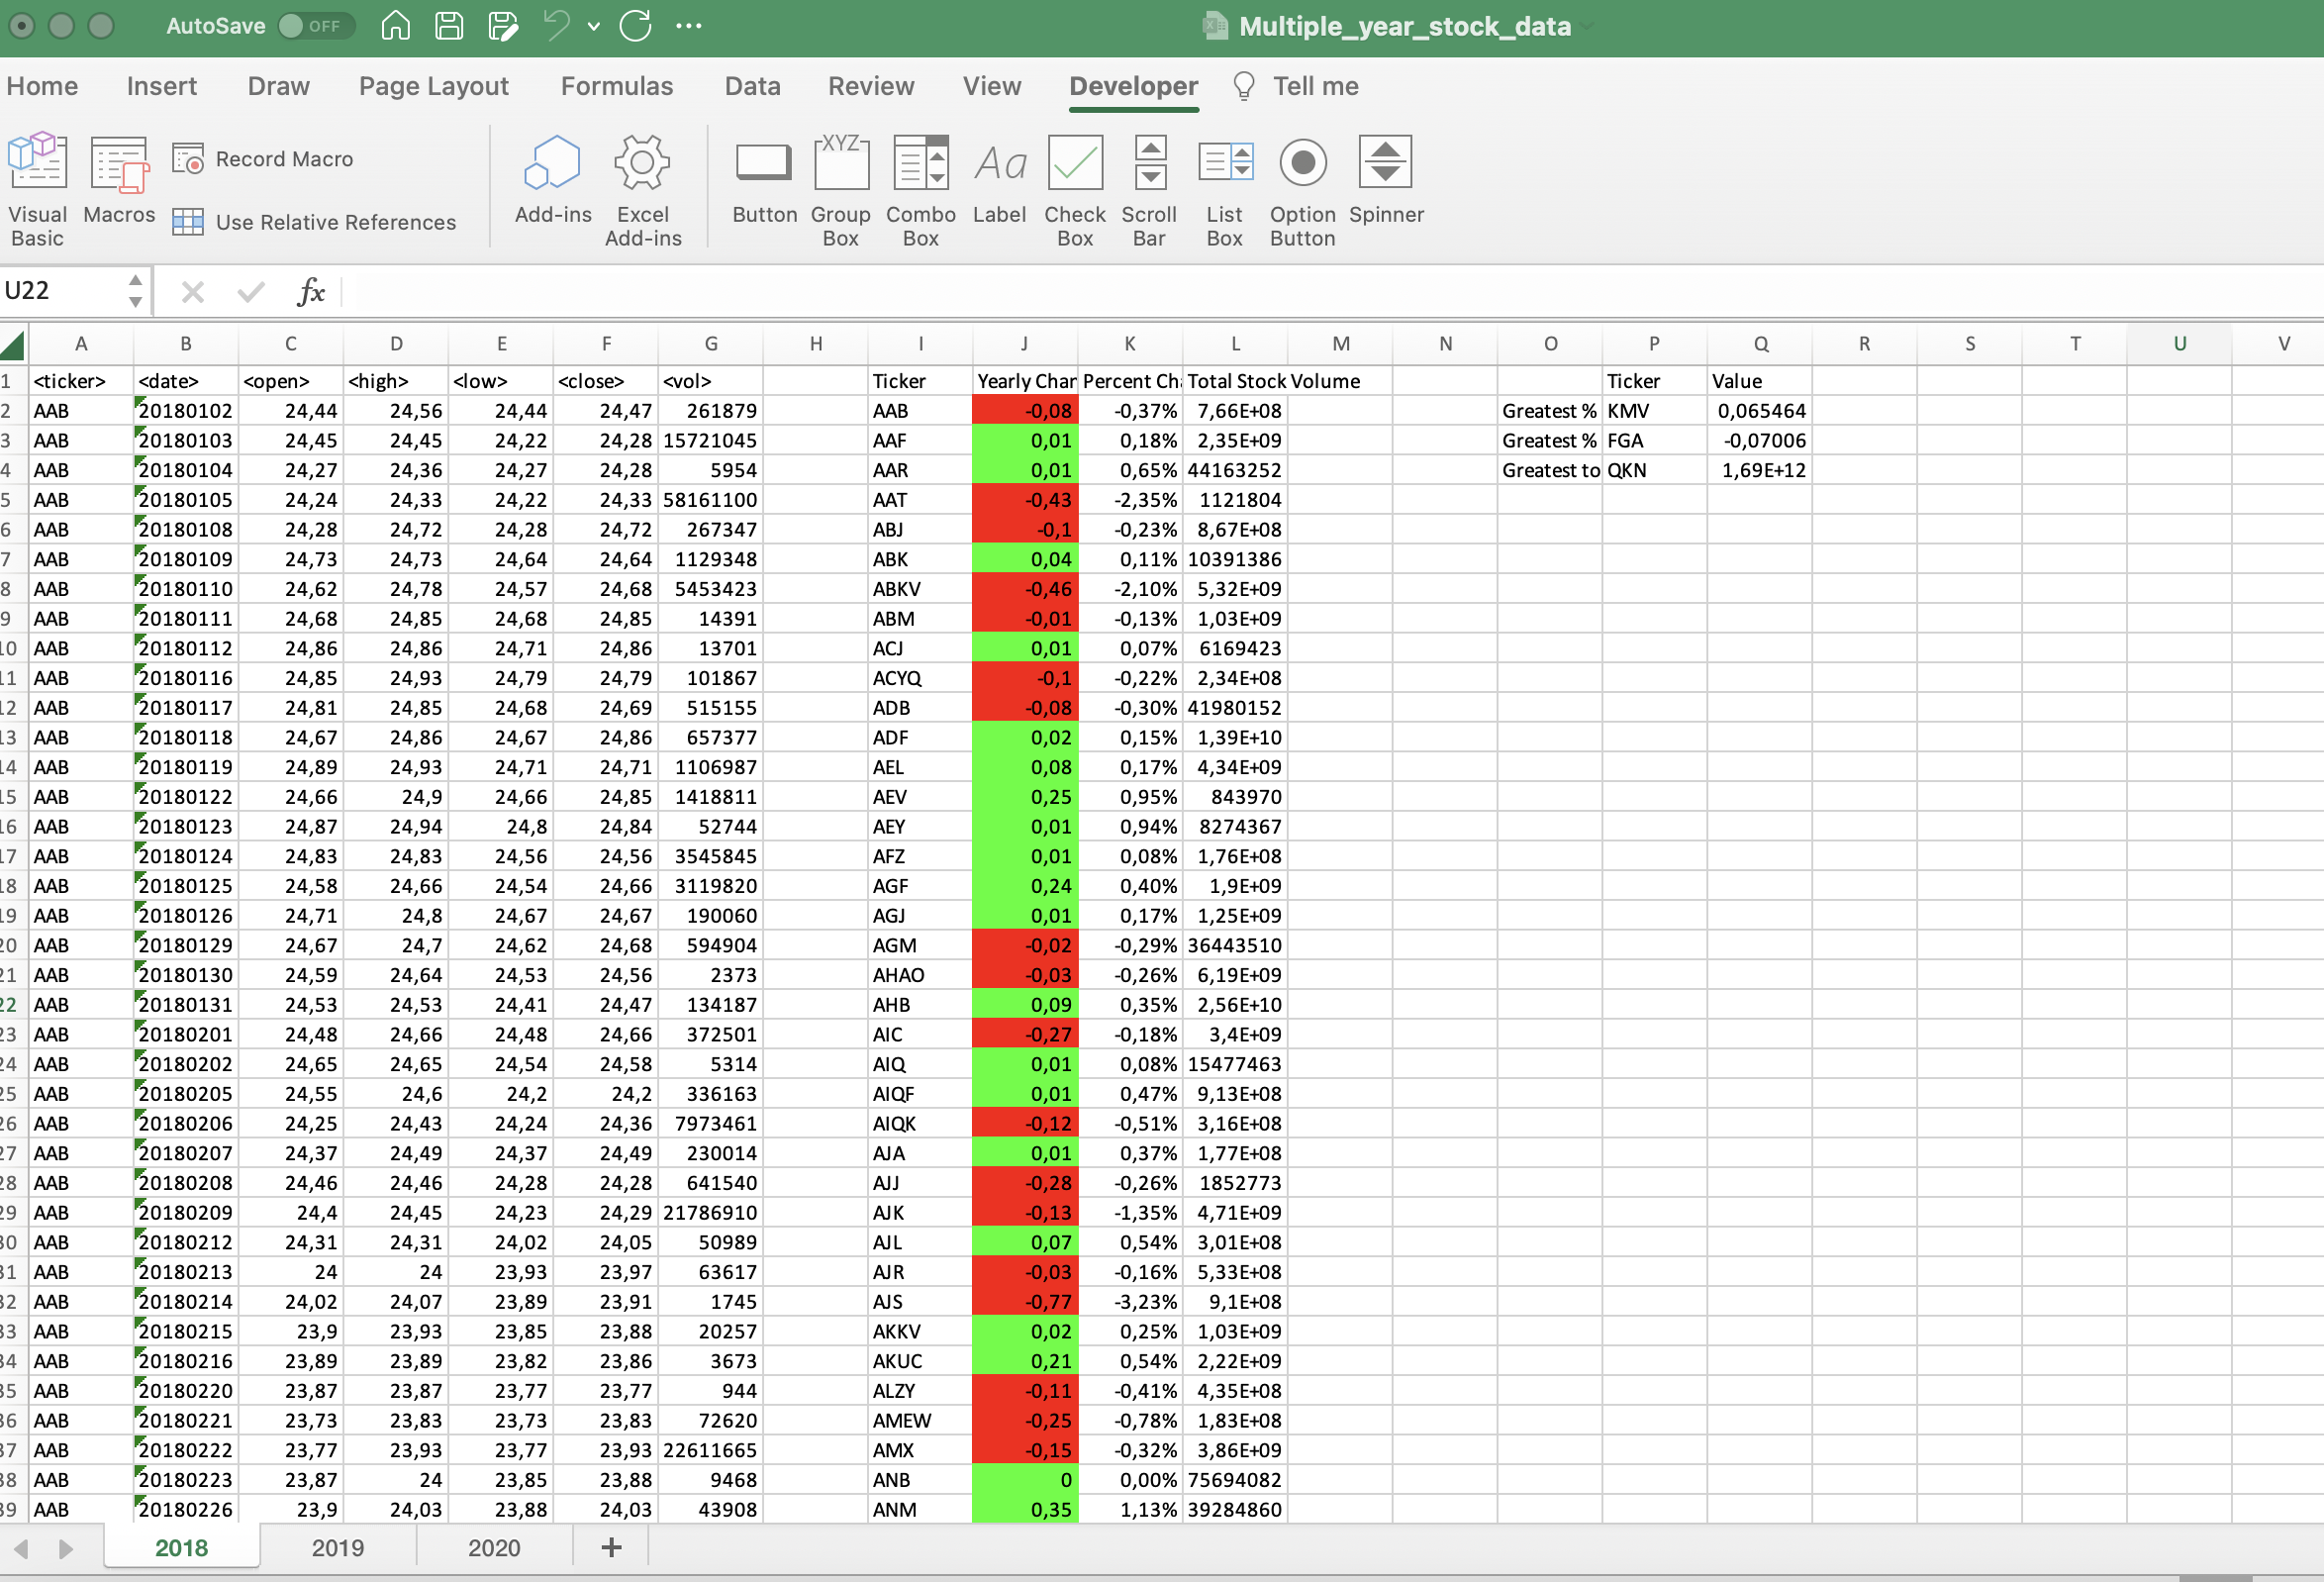 AutoSave OFF Multiple_year_stock_data
Home Insert Draw Page Layout Formulas Data Review View Developer Tell me
Visual Basic Macros Record Macro Use Relative References Add-ins Excel Add-ins Button Group Box Combo Box Label Check Box Scroll Bar List Box Option Button Spinner
XYZ Aa
U22 fx
A B C D E F G H I J K L M N O P Q R S T U V
1 <ticker> <date> <open> <high> <low> <close> <vol> Ticker Yearly Char Percent Ch Total Stock Volume Ticker Value
2 AAB 20180102 24,44 24,56 24,44 24,47 261879 AAB -0,08 -0,37% 7,66E+08 Greatest % KMV 0,065464
3 AAB 20180103 24,45 24,45 24,22 24,28 15721045 AAF 0,01 0,18% 2,35E+09 Greatest % FGA -0,07006
4 AAB 20180104 24,27 24,36 24,27 24,28 5954 AAR 0,01 0,65% 44163252 Greatest to QKN 1,69E+12
5 AAB 20180105 24,24 24,33 24,22 24,33 58161100 AAT -0,43 -2,35% 1121804
6 AAB 20180108 24,28 24,72 24,28 24,72 267347 ABJ -0,1 -0,23% 8,67E+08
7 AAB 20180109 24,73 24,73 24,64 24,64 1129348 ABK 0,04 0,11% 10391386
8 AAB 20180110 24,62 24,78 24,57 24,68 5453423 ABKV -0,46 -2,10% 5,32E+09
9 AAB 20180111 24,68 24,85 24,68 24,85 14391 ABM -0,01 -0,13% 1,03E+09
10 AAB 20180112 24,86 24,86 24,71 24,86 13701 ACJ 0,01 0,07% 6169423
11 AAB 20180116 24,85 24,93 24,79 24,79 101867 ACYQ -0,1 -0,22% 2,34E+08
12 AAB 20180117 24,81 24,85 24,68 24,69 515155 ADB -0,08 -0,30% 41980152
13 AAB 20180118 24,67 24,86 24,67 24,86 657377 ADF 0,02 0,15% 1,39E+10
14 AAB 20180119 24,89 24,93 24,71 24,71 1106987 AEL 0,08 0,17% 4,34E+09
15 AAB 20180122 24,66 24,9 24,66 24,85 1418811 AEV 0,25 0,95% 843970
16 AAB 20180123 24,87 24,94 24,8 24,84 52744 AEY 0,01 0,94% 8274367
17 AAB 20180124 24,83 24,83 24,56 24,56 3545845 AFZ 0,01 0,08% 1,76E+08
18 AAB 20180125 24,58 24,66 24,54 24,66 3119820 AGF 0,24 0,40% 1,9E+09
19 AAB 20180126 24,71 24,8 24,67 24,67 190060 AGJ 0,01 0,17% 1,25E+09
20 AAB 20180129 24,67 24,7 24,62 24,68 594904 AGM -0,02 -0,29% 36443510
21 AAB 20180130 24,59 24,64 24,53 24,56 2373 AHAO -0,03 -0,26% 6,19E+09
22 AAB 20180131 24,53 24,53 24,41 24,47 134187 AHB 0,09 0,35% 2,56E+10
23 AAB 20180201 24,48 24,66 24,48 24,66 372501 AIC -0,27 -0,18% 3,4E+09
24 AAB 20180202 24,65 24,65 24,54 24,58 5314 AIQ 0,01 0,08% 15477463
25 AAB 20180205 24,55 24,6 24,2 24,2 336163 AIQF 0,01 0,47% 9,13E+08
26 AAB 20180206 24,25 24,43 24,24 24,36 7973461 AIQK -0,12 -0,51% 3,16E+08
27 AAB 20180207 24,37 24,49 24,37 24,49 230014 AJA 0,01 0,37% 1,77E+08
28 AAB 20180208 24,46 24,46 24,28 24,28 641540 AJJ -0,28 -0,26% 1852773
29 AAB 20180209 24,4 24,45 24,23 24,29 21786910 AJK -0,13 -1,35% 4,71E+09
30 AAB 20180212 24,31 24,31 24,02 24,05 50989 AJL 0,07 0,54% 3,01E+08
31 AAB 20180213 24 24 23,93 23,97 63617 AJR -0,03 -0,16% 5,33E+08
32 AAB 20180214 24,02 24,07 23,89 23,91 1745 AJS -0,77 -3,23% 9,1E+08
33 AAB 20180215 23,9 23,93 23,85 23,88 20257 AKKV 0,02 0,25% 1,03E+09
34 AAB 20180216 23,89 23,89 23,82 23,86 3673 AKUC 0,21 0,54% 2,22E+09
35 AAB 20180220 23,87 23,87 23,77 23,77 944 ALZY -0,11 -0,41% 4,35E+08
36 AAB 20180221 23,73 23,83 23,73 23,83 72620 AMEW -0,25 -0,78% 1,83E+08
37 AAB 20180222 23,77 23,93 23,77 23,93 22611665 AMX -0,15 -0,32% 3,86E+09
38 AAB 20180223 23,87 24 23,85 23,88 9468 ANB 0 0,00% 75694082
39 AAB 20180226 23,9 24,03 23,88 24,03 43908 ANM 0,35 1,13% 39284860
2018 2019 2020